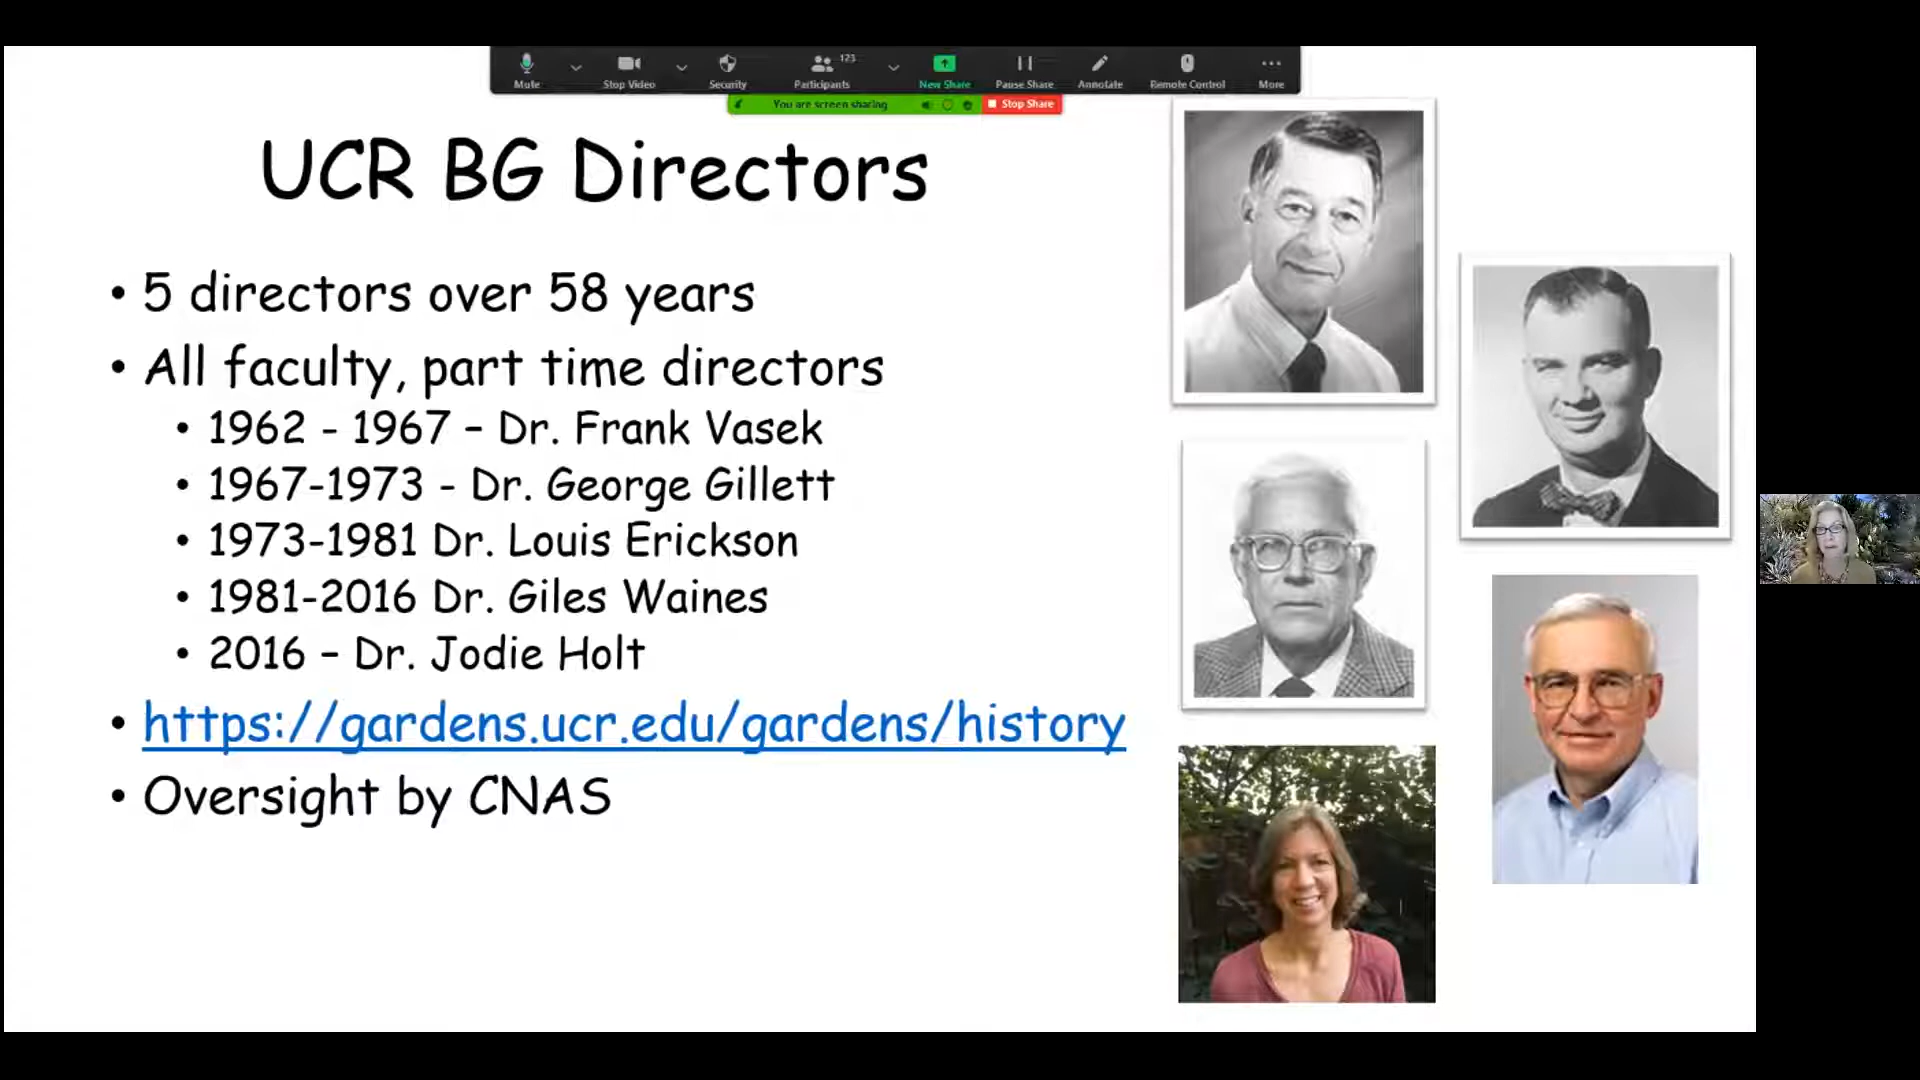 Mute
Stop Video
Security
Participants
123
New Share
Pause Share
Annotate
Remote Control
More
You are screen sharing
Stop Share
UCR BG Directors
• 5 directors over 58 years
• All faculty, part time directors
• 1962 - 1967 – Dr. Frank Vasek
• 1967-1973 - Dr. George Gillett
• 1973-1981 Dr. Louis Erickson
• 1981-2016 Dr. Giles Waines
• 2016 – Dr. Jodie Holt
• https://gardens.ucr.edu/gardens/history
• Oversight by CNAS